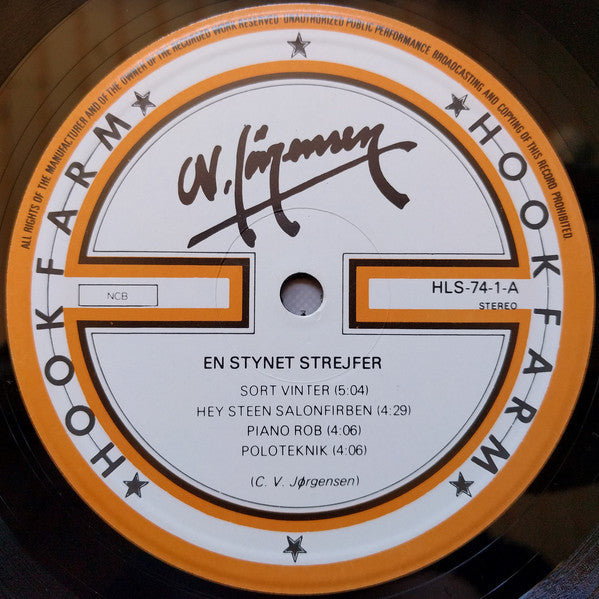 ALL RIGHTS OF THE MANUFACTURER AND OF THE OWNER OF THE RECORDED WORK RESERVED UNAUTHORIZED PUBLIC PERFORMANCE BROADCASTING AND COPYING OF THIS RECORD PROHIBITED
HOOKFARM
HOOKFARM
C.V. Jørgensen
NCB
HLS-74-1-A
STEREO
EN STYNET STREJFER
SORT VINTER (5:04)
HEY STEEN SALONFIRBEN (4:29)
PIANO ROB (4:06)
POLOTEKNIK (4:06)
(C. V. Jørgensen)